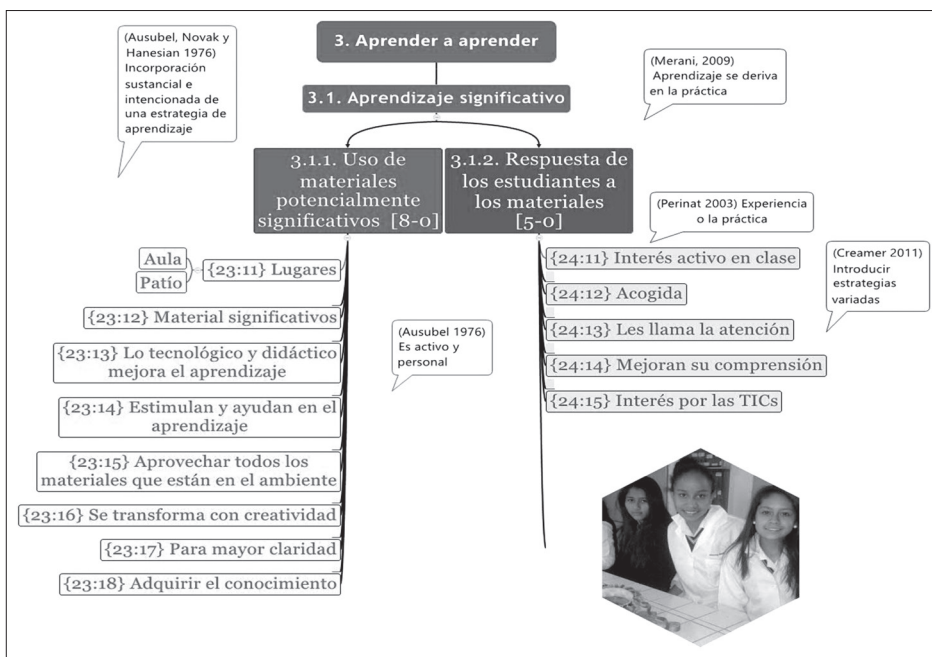 3. Aprender a aprender
3.1. Aprendizaje significativo
(Ausubel, Novak y
Hanesian 1976)
Incorporación
sustancial e
intencionada de
una estrategia de
aprendizaje
(Merani, 2009)
Aprendizaje se deriva
en la práctica
3.1.1. Uso de
materiales
potencialmente
significativos [8-0]
3.1.2. Respuesta de
los estudiantes a
los materiales
[5-0]
(Perinat 2003) Experiencia
o la práctica
(Creamer 2011)
Introducir
estrategias
variadas
(Ausubel 1976)
Es activo y
personal
Aula
Patío
{23:11} Lugares
{23:12} Material significativos
{23:13} Lo tecnológico y didáctico
mejora el aprendizaje
{23:14} Estimulan y ayudan en el
aprendizaje
{23:15} Aprovechar todos los
materiales que están en el ambiente
{23:16} Se transforma con creatividad
{23:17} Para mayor claridad
{23:18} Adquirir el conocimiento
{24:11} Interés activo en clase
{24:12} Acogida
{24:13} Les llama la atención
{24:14} Mejoran su comprensión
{24:15} Interés por las TICs